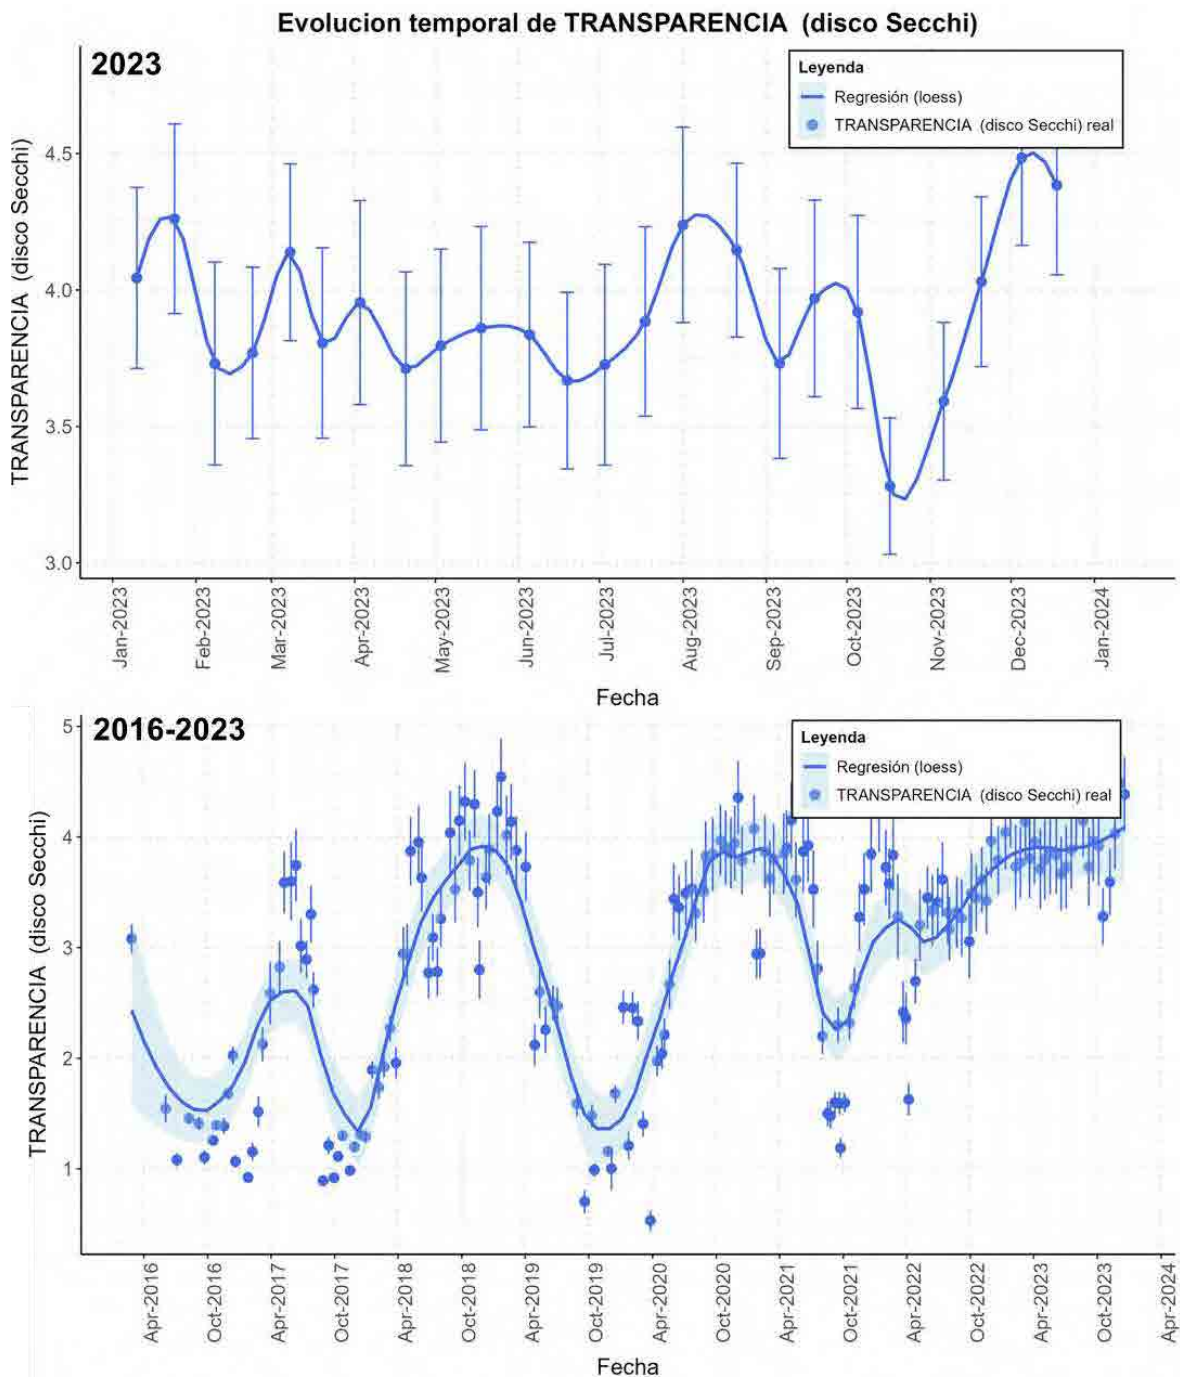 Evolucion temporal de TRANSPARENCIA (disco Secchi)
2023
Leyenda
Regresión (loess)
TRANSPARENCIA (disco Secchi) real
TRANSPARENCIA (disco Secchi)
4.5
4.0
3.5
3.0
Jan-2023
Feb-2023
Mar-2023
Apr-2023
May-2023
Jun-2023
Jul-2023
Aug-2023
Sep-2023
Oct-2023
Nov-2023
Dec-2023
Jan-2024
Fecha
2016-2023
Leyenda
Regresión (loess)
TRANSPARENCIA (disco Secchi) real
TRANSPARENCIA (disco Secchi)
5
4
3
2
1
Apr-2016
Oct-2016
Apr-2017
Oct-2017
Apr-2018
Oct-2018
Apr-2019
Oct-2019
Apr-2020
Oct-2020
Apr-2021
Oct-2021
Apr-2022
Oct-2022
Apr-2023
Oct-2023
Apr-2024
Fecha